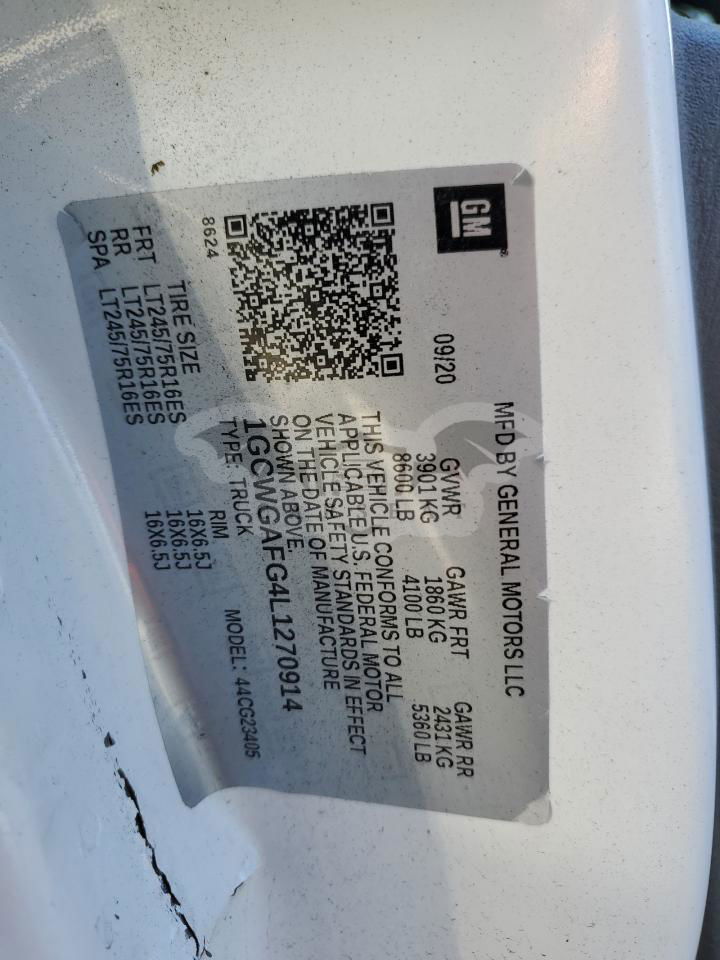 GM®
MFD BY GENERAL MOTORS LLC
09/20
GVWR GAWR FRT GAWR RR
3901 KG 1860 KG 2431 KG
8600 LB 4100 LB 5360 LB
THIS VEHICLE CONFORMS TO ALL
APPLICABLE U.S. FEDERAL MOTOR
VEHICLE SAFETY STANDARDS IN EFFECT
ON THE DATE OF MANUFACTURE
SHOWN ABOVE.
1GCWGAFG4L1270914
TYPE: TRUCK MODEL: 44CG23405
8624
TIRE SIZE RIM
FRT LT245/75R16ES 16X6.5J
RR LT245/75R16ES 16X6.5J
SPA LT245/75R16ES 16X6.5J